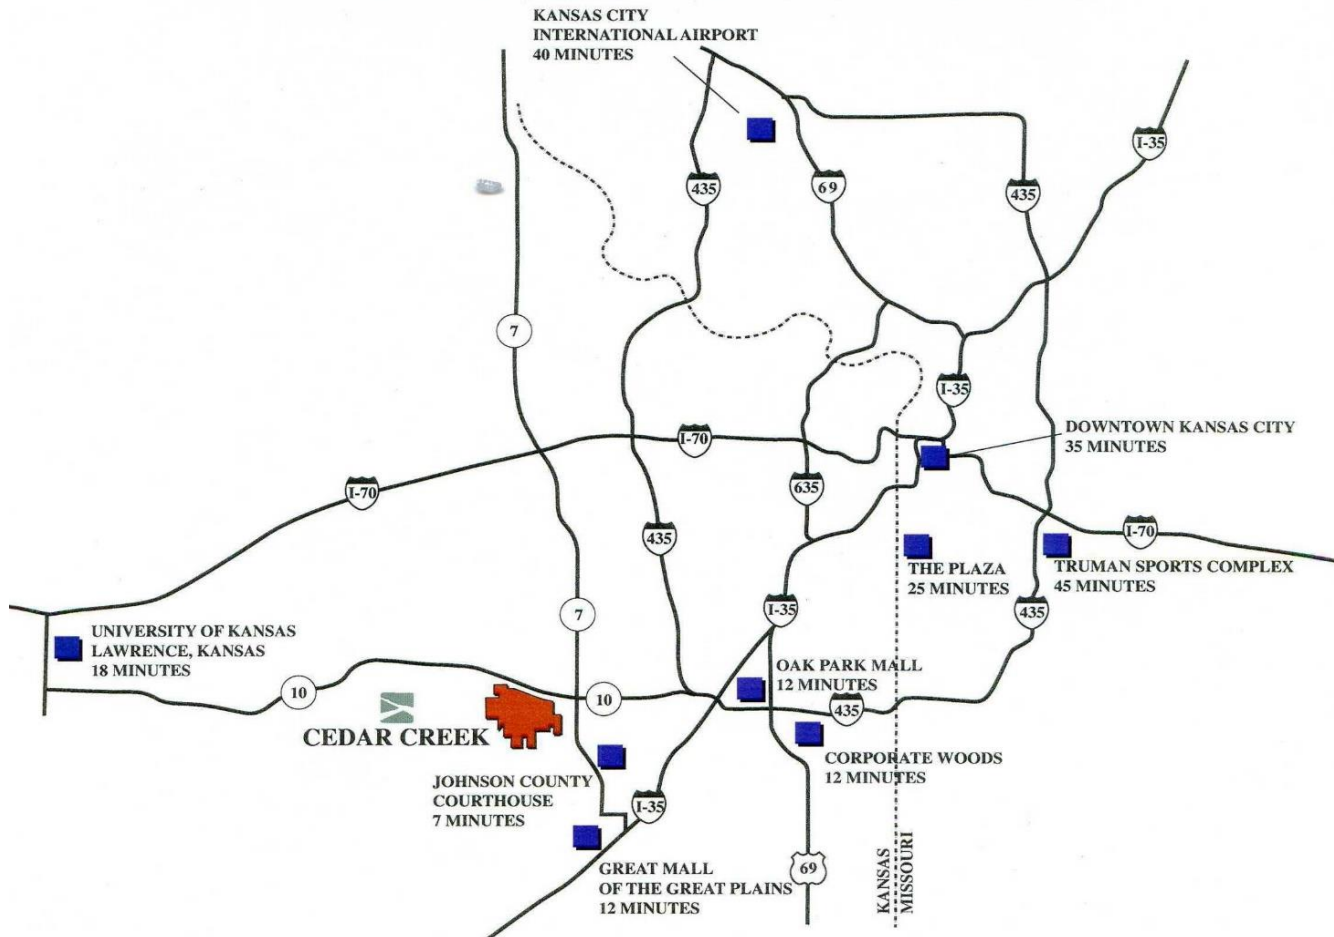 KANSAS CITY
INTERNATIONAL AIRPORT
40 MINUTES
I-35
435
69
435
7
I-35
DOWNTOWN KANSAS CITY
35 MINUTES
I-70
I-70
635
435
I-70
THE PLAZA
25 MINUTES
TRUMAN SPORTS COMPLEX
45 MINUTES
7
I-35
435
UNIVERSITY OF KANSAS
LAWRENCE, KANSAS
18 MINUTES
OAK PARK MALL
12 MINUTES
10
10
435
CEDAR CREEK
CORPORATE WOODS
12 MINUTES
JOHNSON COUNTY
COURTHOUSE
7 MINUTES
I-35
GREAT MALL
OF THE GREAT PLAINS
12 MINUTES
69
KANSAS
MISSOURI